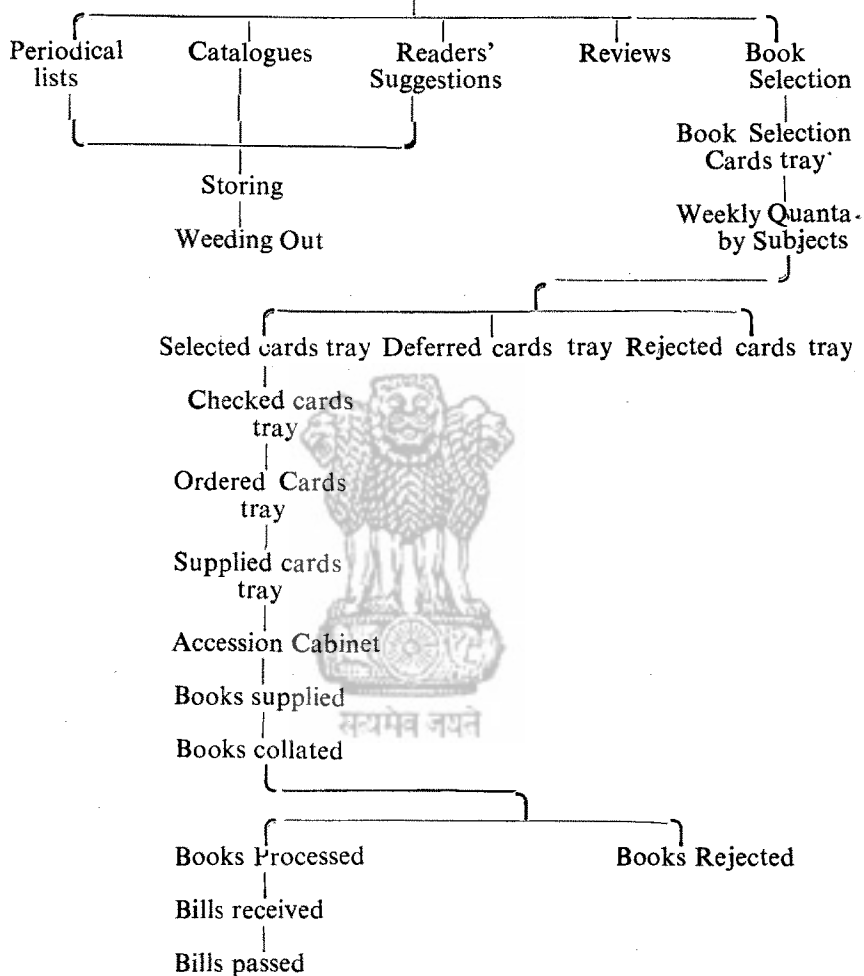 Periodical Catalogues Readers' Reviews Book
lists Suggestions Selection
Book Selection
Cards tray
Storing
Weekly Quanta
Weeding Out by Subjects
Selected cards tray Deferred cards tray Rejected cards tray
Checked cards
tray
Ordered Cards
tray
Supplied cards
tray
Accession Cabinet
Books supplied
सत्यमेव जयते
Books collated
Books Processed Books Rejected
Bills received
Bills passed